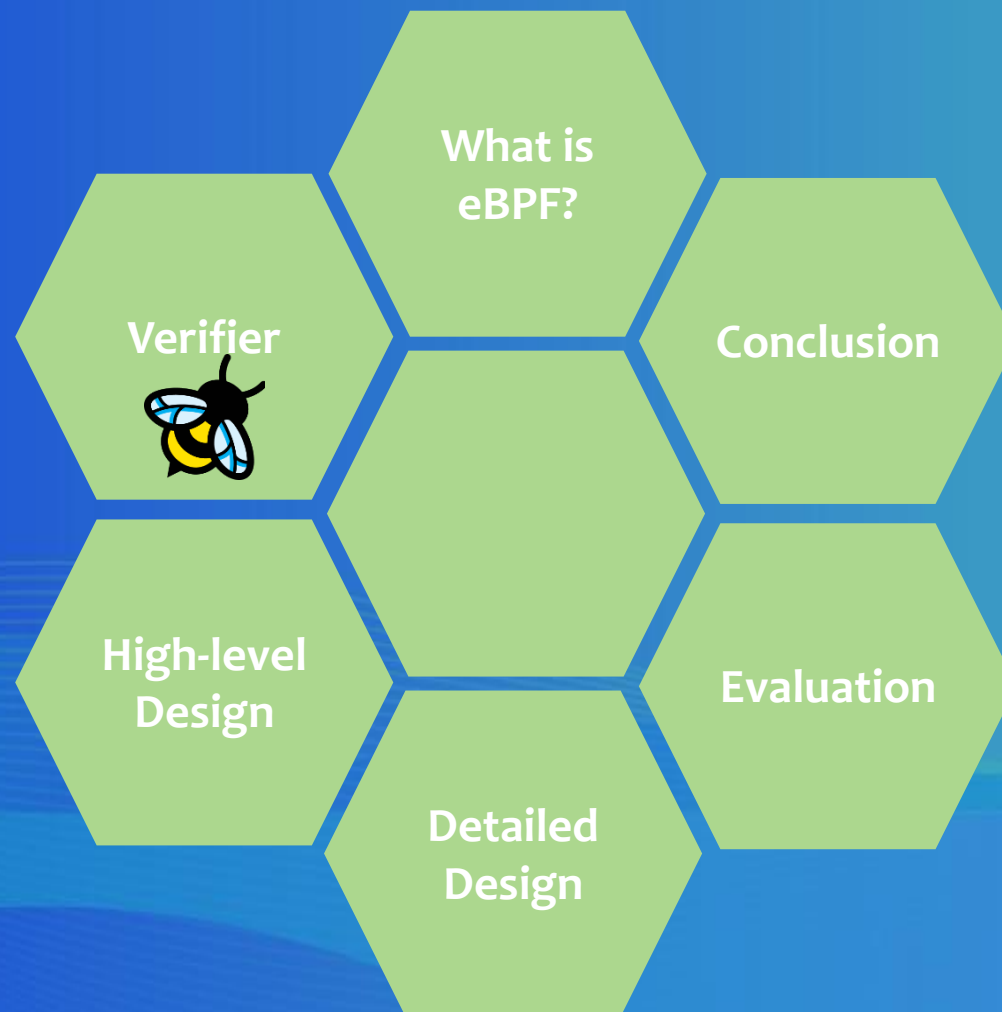 What is
eBPF?
Verifier
Conclusion
High-level
Design
Evaluation
Detailed
Design